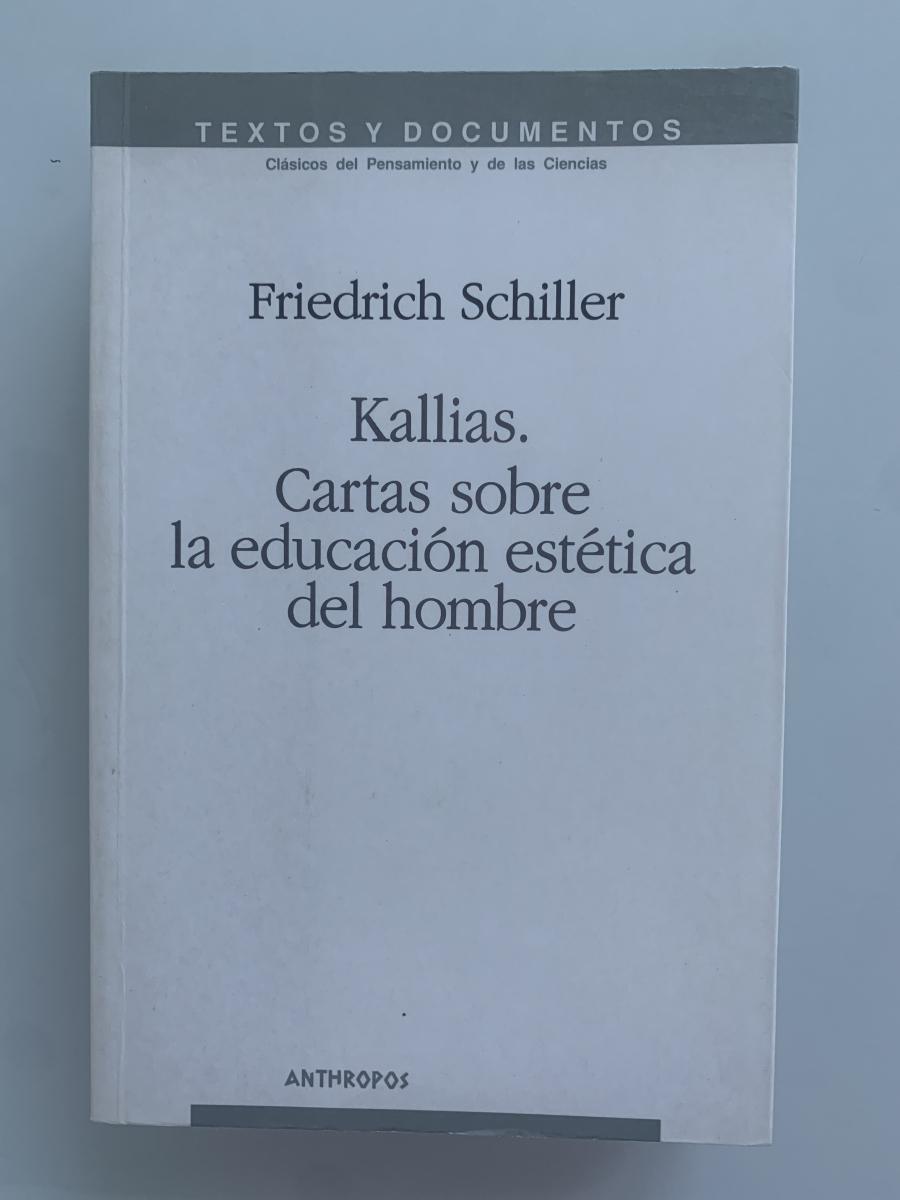 TEXTOS Y DOCUMENTOS
Clásicos del Pensamiento y de las Ciencias
Friedrich Schiller
Kallias.
Cartas sobre
la educación estética
del hombre
ANTHROPOS